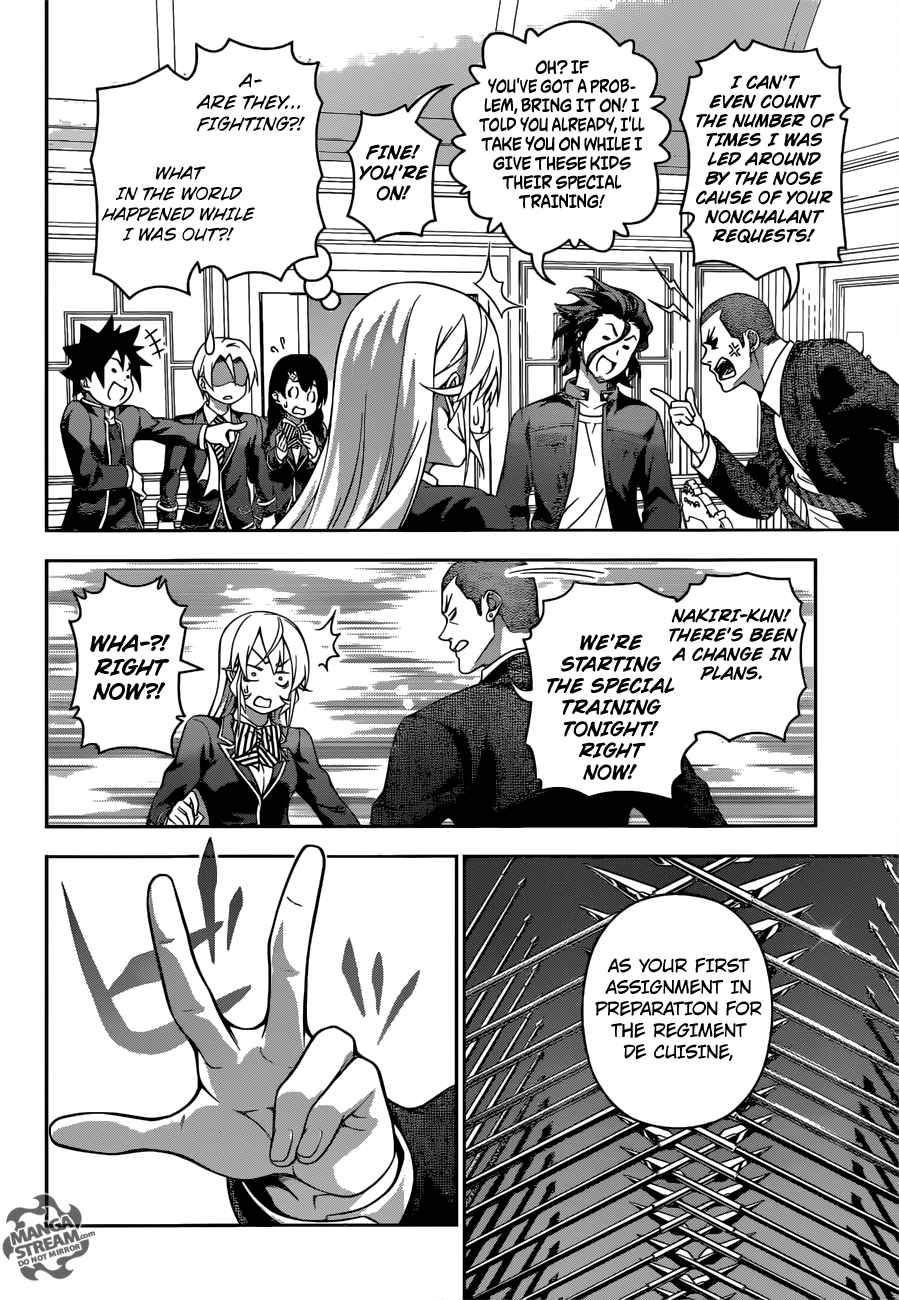 I CAN'T
EVEN COUNT
THE NUMBER OF
TIMES I WAS
LED AROUND
BY THE NOSE
CAUSE OF YOUR
NONCHALANT
REQUESTS!
OH? IF
YOU'VE GOT A PROB-
LEM, BRING IT ON! I
TOLD YOU ALREADY, I'LL
TAKE YOU ON WHILE I
GIVE THESE KIDS
THEIR SPECIAL
TRAINING!
FINE!
YOU'RE
ON!
A-
ARE THEY...
FIGHTING?!
WHAT
IN THE WORLD
HAPPENED WHILE
I WAS OUT?!
NAKIRI-KUN!
THERE'S BEEN
A CHANGE IN
PLANS.
WE'RE
STARTING
THE SPECIAL
TRAINING
TONIGHT!
RIGHT
NOW!
WHA-?!
RIGHT
NOW?!
AS YOUR FIRST
ASSIGNMENT IN
PREPARATION FOR
THE REGIMENT
DE CUISINE,
ビッ
MANGA
STREAM.com
DO NOT MIRROR